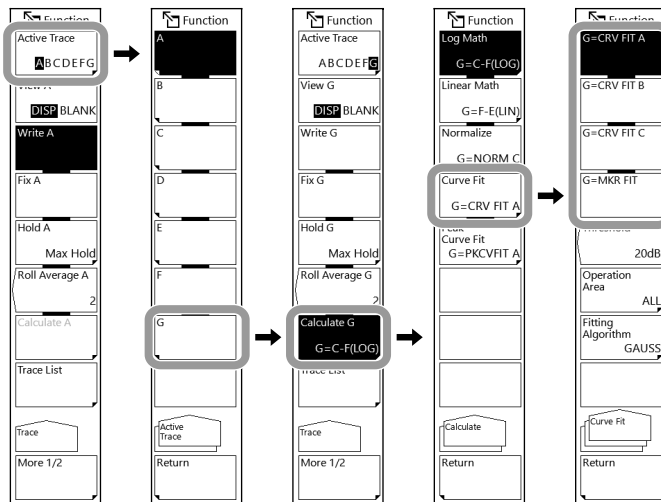 Function
Active Trace
ABCDEFG
View A
DISP BLANK
Write A
Fix A
Hold A
Max Hold
Roll Average A
2
Calculate A
Trace List
Trace
More 1/2
Function
A
B
C
D
E
F
G
Active
Trace
Return
Function
Active Trace
ABCDEFG
View G
DISP BLANK
Write G
Fix G
Hold G
Max Hold
Roll Average G
2
Calculate G
G=C-F(LOG)
Trace List
Trace
More 1/2
Function
Log Math
G=C-F(LOG)
Linear Math
G=F-E(LIN)
Normalize
G=NORM C
Curve Fit
G=CRV FIT A
Peak
Curve Fit
G=PKCVFIT A
Calculate
Return
Function
G=CRV FIT A
G=CRV FIT B
G=CRV FIT C
G=MKR FIT
Threshold
20dB
Operation
Area
ALL
Fitting
Algorithm
GAUSS
Curve Fit
Return